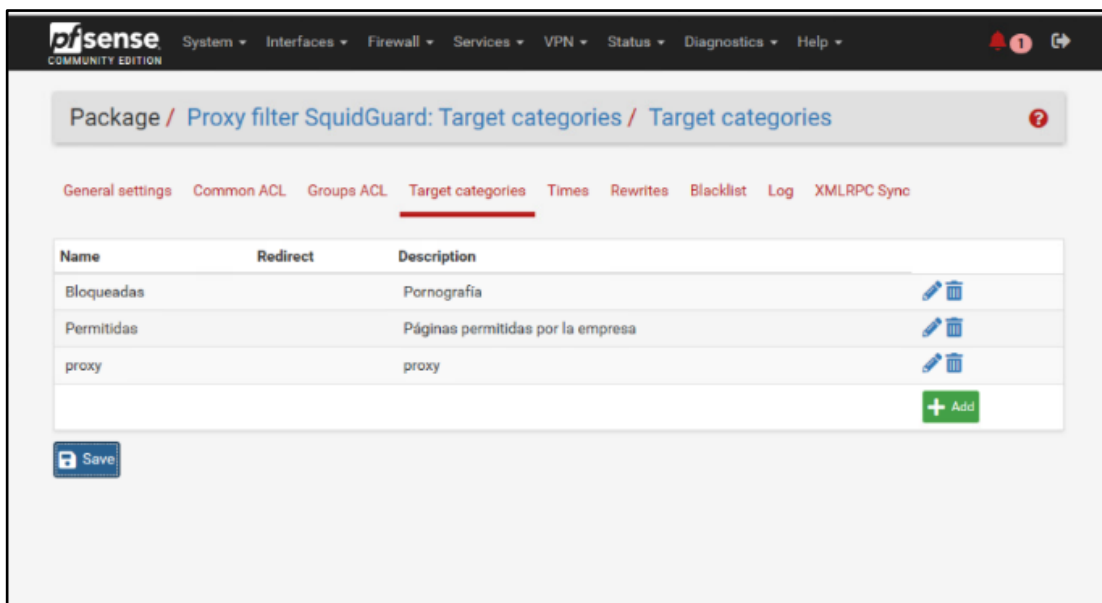 pfsense System Interfaces Firewall Services VPN Status Diagnostics Help 1
COMMUNITY EDITION
Package / Proxy filter SquidGuard: Target categories / Target categories ?
General settings Common ACL Groups ACL Target categories Times Rewrites Blacklist Log XMLRPC Sync
Name Redirect Description
Bloqueadas Pornografía
Permitidas Páginas permitidas por la empresa
proxy proxy
+ Add
Save